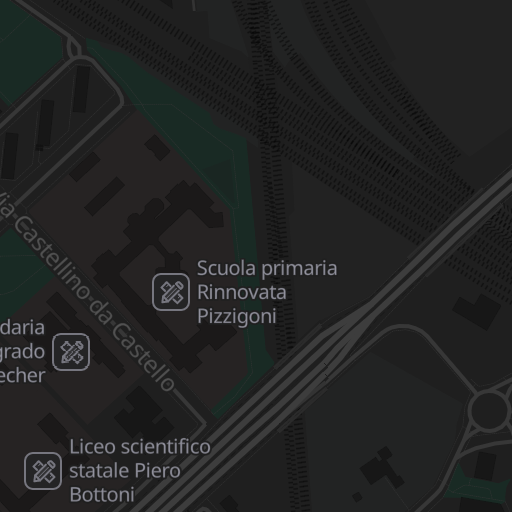 Via-Castellino-da-Castello
Scuola primaria
Rinnovata
Pizzigoni
daria
grado
echer
Liceo scientifico
statale Piero
Bottoni